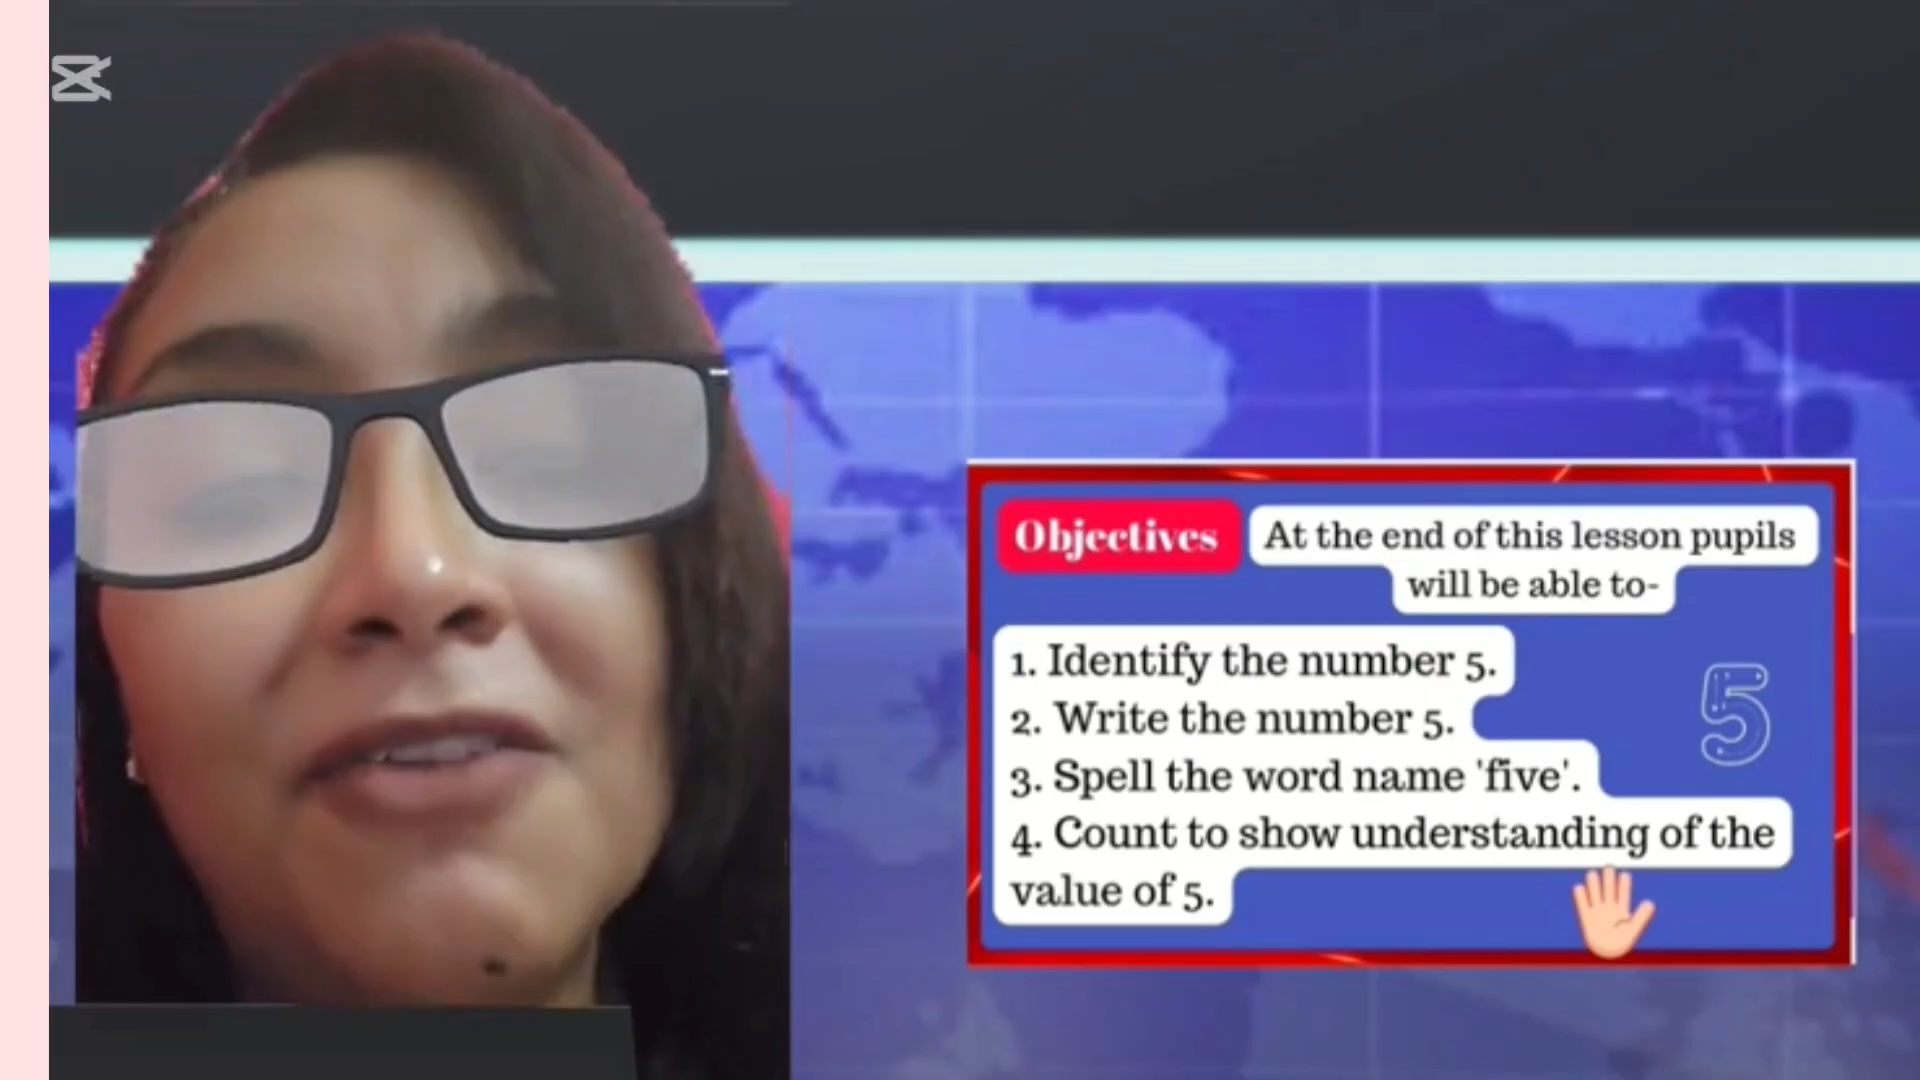 Objectives
At the end of this lesson pupils
will be able to-
1. Identify the number 5.
2. Write the number 5.
3. Spell the word name 'five'.
4. Count to show understanding of the
value of 5.
5